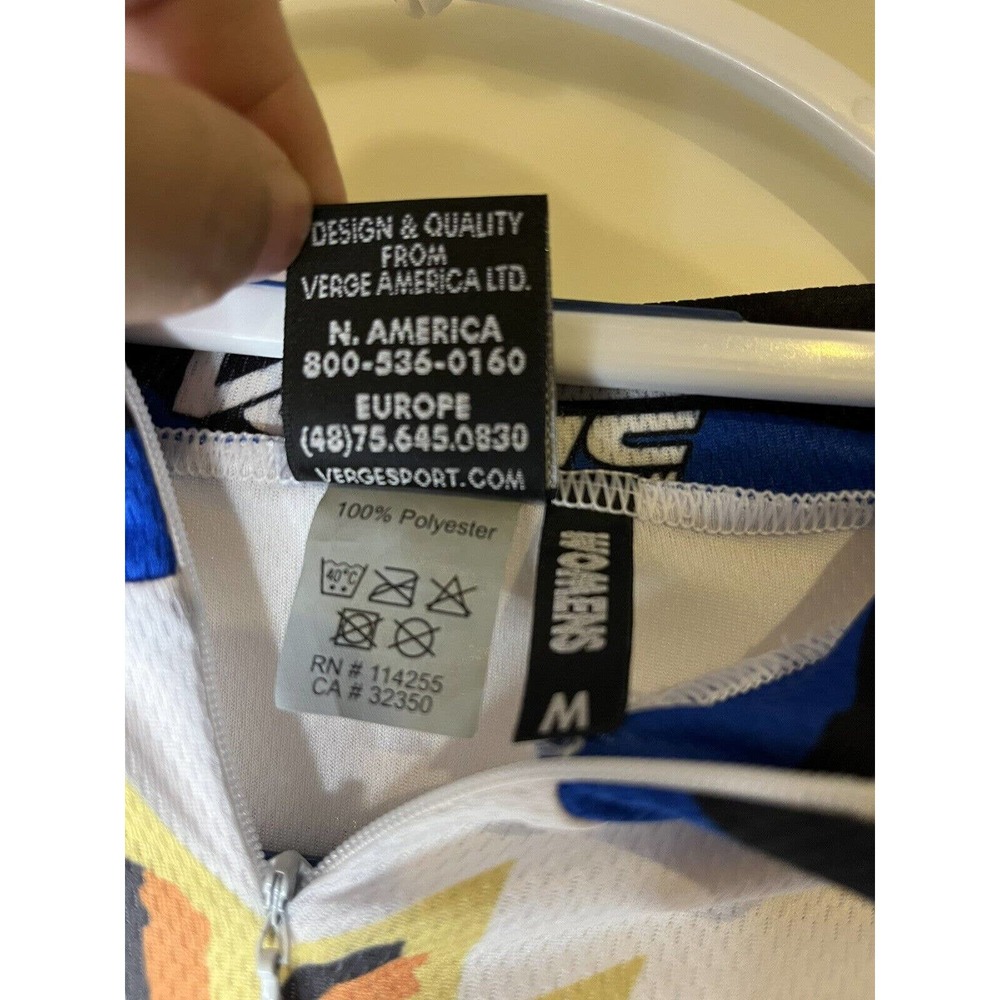 DESIGN & QUALITY
FROM
VERGE AMERICA LTD.
N. AMERICA
800-536-0160
EUROPE
(48)75.645.0830
VERGESPORT.COM
100% Polyester
40°C
RN # 114255
CA # 32350
WOMENS
M